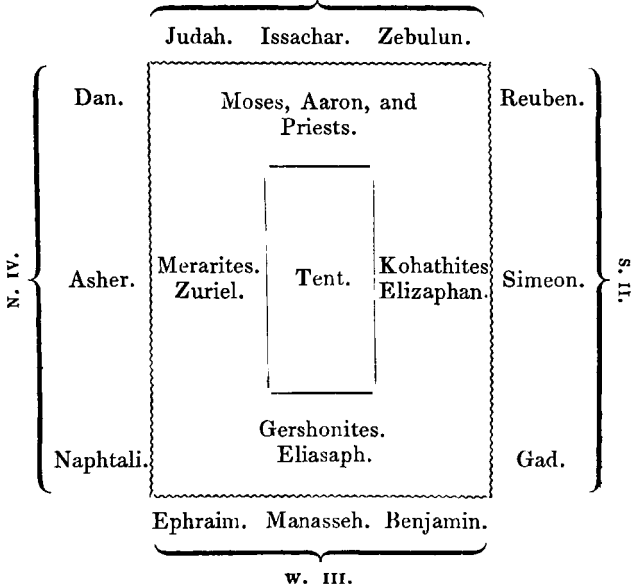 Judah. Issachar. Zebulun.
Dan.
Moses, Aaron, and
Priests.
Reuben.
N. IV.
Asher.
Merarites.
Zuriel.
Tent.
Kohathites
Elizaphan.
Simeon.
S. II.
Naphtali.
Gershonites.
Eliasaph.
Gad.
Ephraim. Manasseh. Benjamin.
W. III.